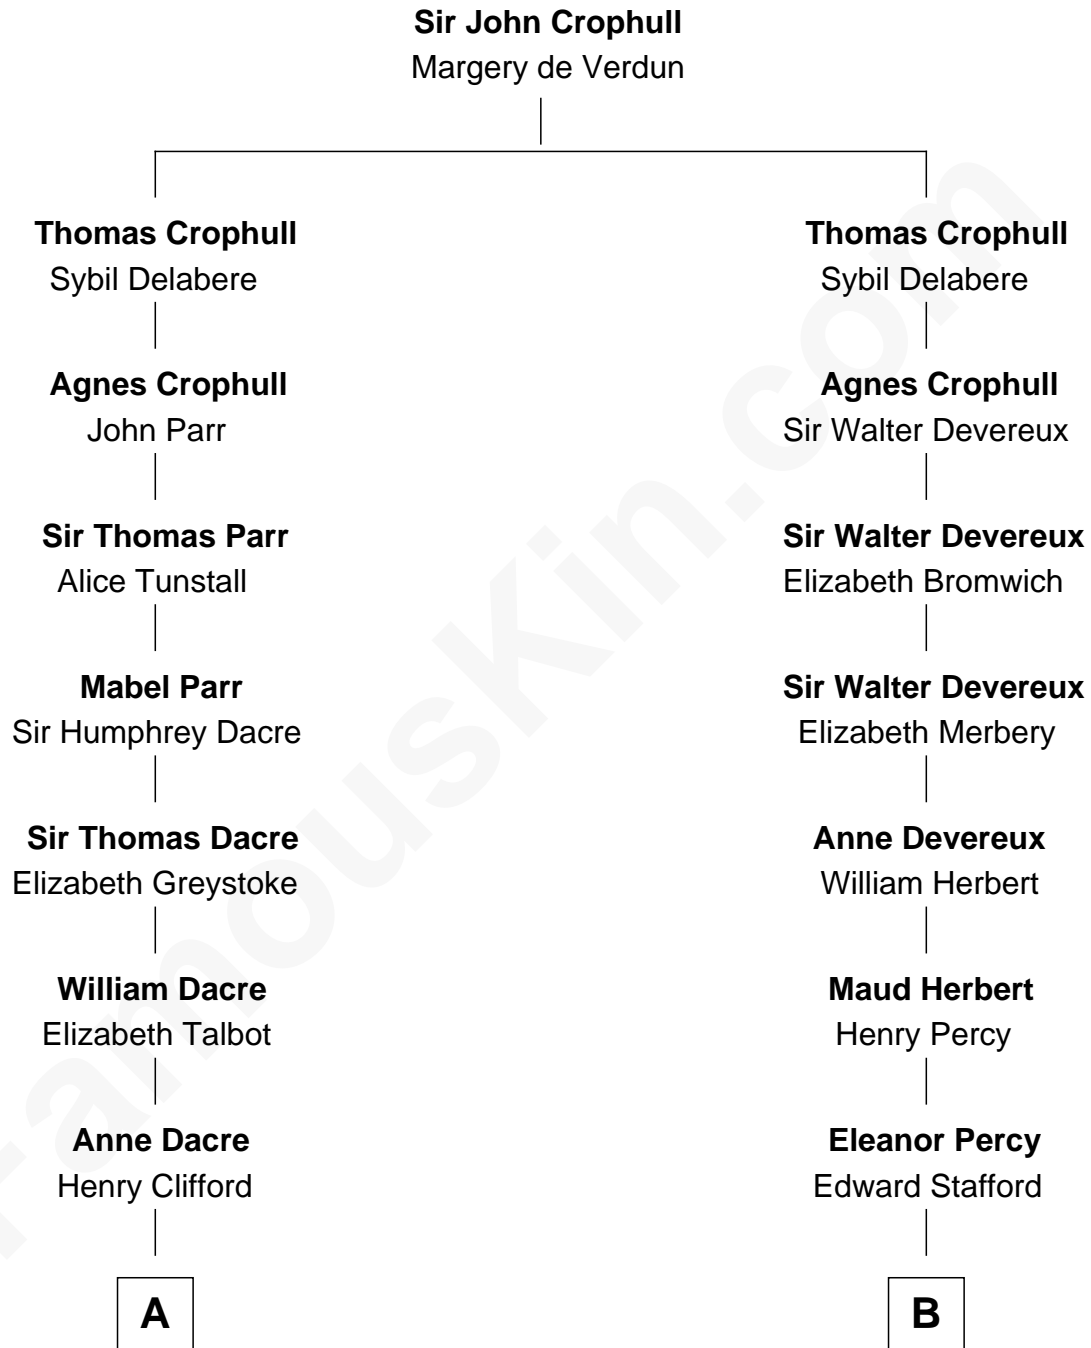 Sir John Crophull
Margery de Verdun
Thomas Crophull
Sybil Delabere
Thomas Crophull
Sybil Delabere
Agnes Crophull
John Parr
Agnes Crophull
Sir Walter Devereux
Sir Thomas Parr
Alice Tunstall
Sir Walter Devereux
Elizabeth Bromwich
Mabel Parr
Sir Humphrey Dacre
Sir Walter Devereux
Elizabeth Merbery
Sir Thomas Dacre
Elizabeth Greystoke
Anne Devereux
William Herbert
William Dacre
Elizabeth Talbot
Maud Herbert
Henry Percy
Anne Dacre
Henry Clifford
Eleanor Percy
Edward Stafford
A
B
FamousKin.com